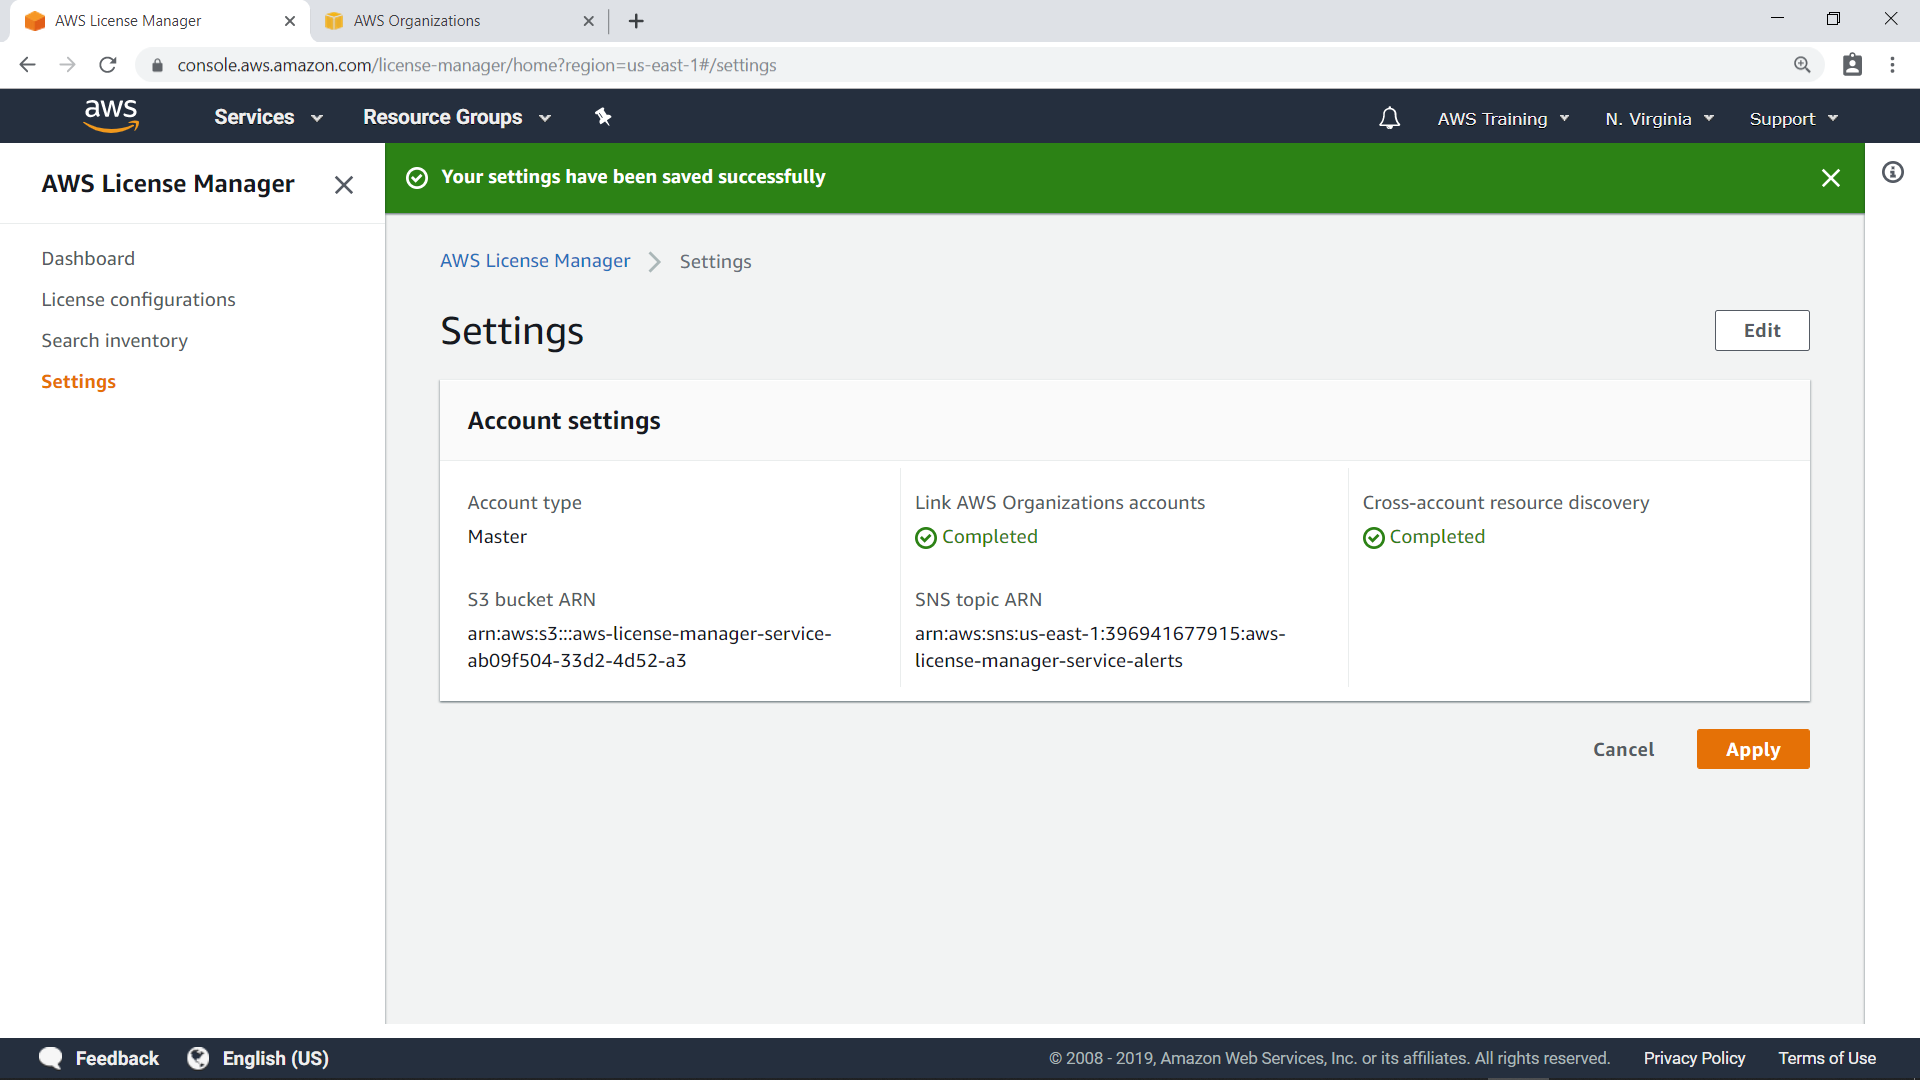 AWS License Manager
AWS Organizations
console.aws.amazon.com/license-manager/home?region=us-east-1#/settings
aws
Services
Resource Groups
AWS Training
N. Virginia
Support
AWS License Manager
Your settings have been saved successfully
Dashboard
License configurations
Search inventory
Settings
AWS License Manager
Settings
Settings
Edit
Account settings
Account type
Master
Link AWS Organizations accounts
Completed
Cross-account resource discovery
Completed
S3 bucket ARN
arn:aws:s3:::aws-license-manager-service-
ab09f504-33d2-4d52-a3
SNS topic ARN
arn:aws:sns:us-east-1:396941677915:aws-
license-manager-service-alerts
Cancel
Apply
Feedback
English (US)
© 2008 - 2019, Amazon Web Services, Inc. or its affiliates. All rights reserved.
Privacy Policy
Terms of Use